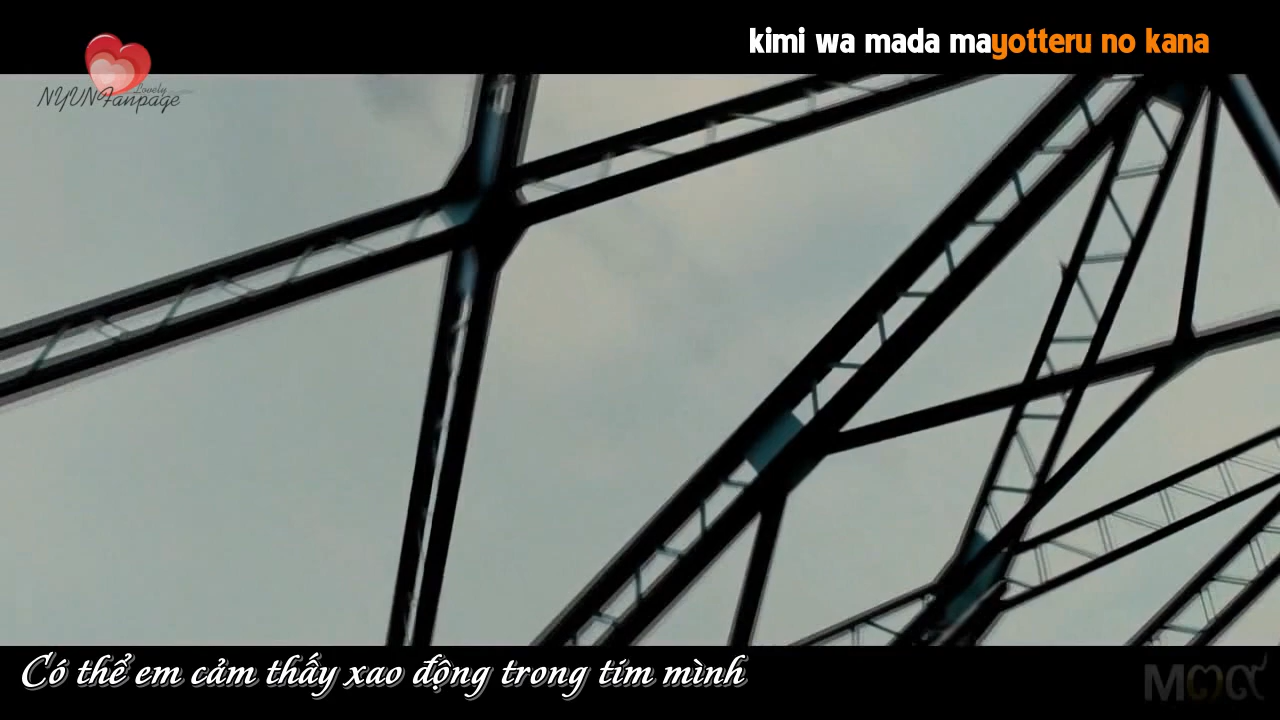 kimi wa mada mayotteru no kana
Lovely
NYUNFanpage
Có thể em cảm thấy xao động trong tim mình